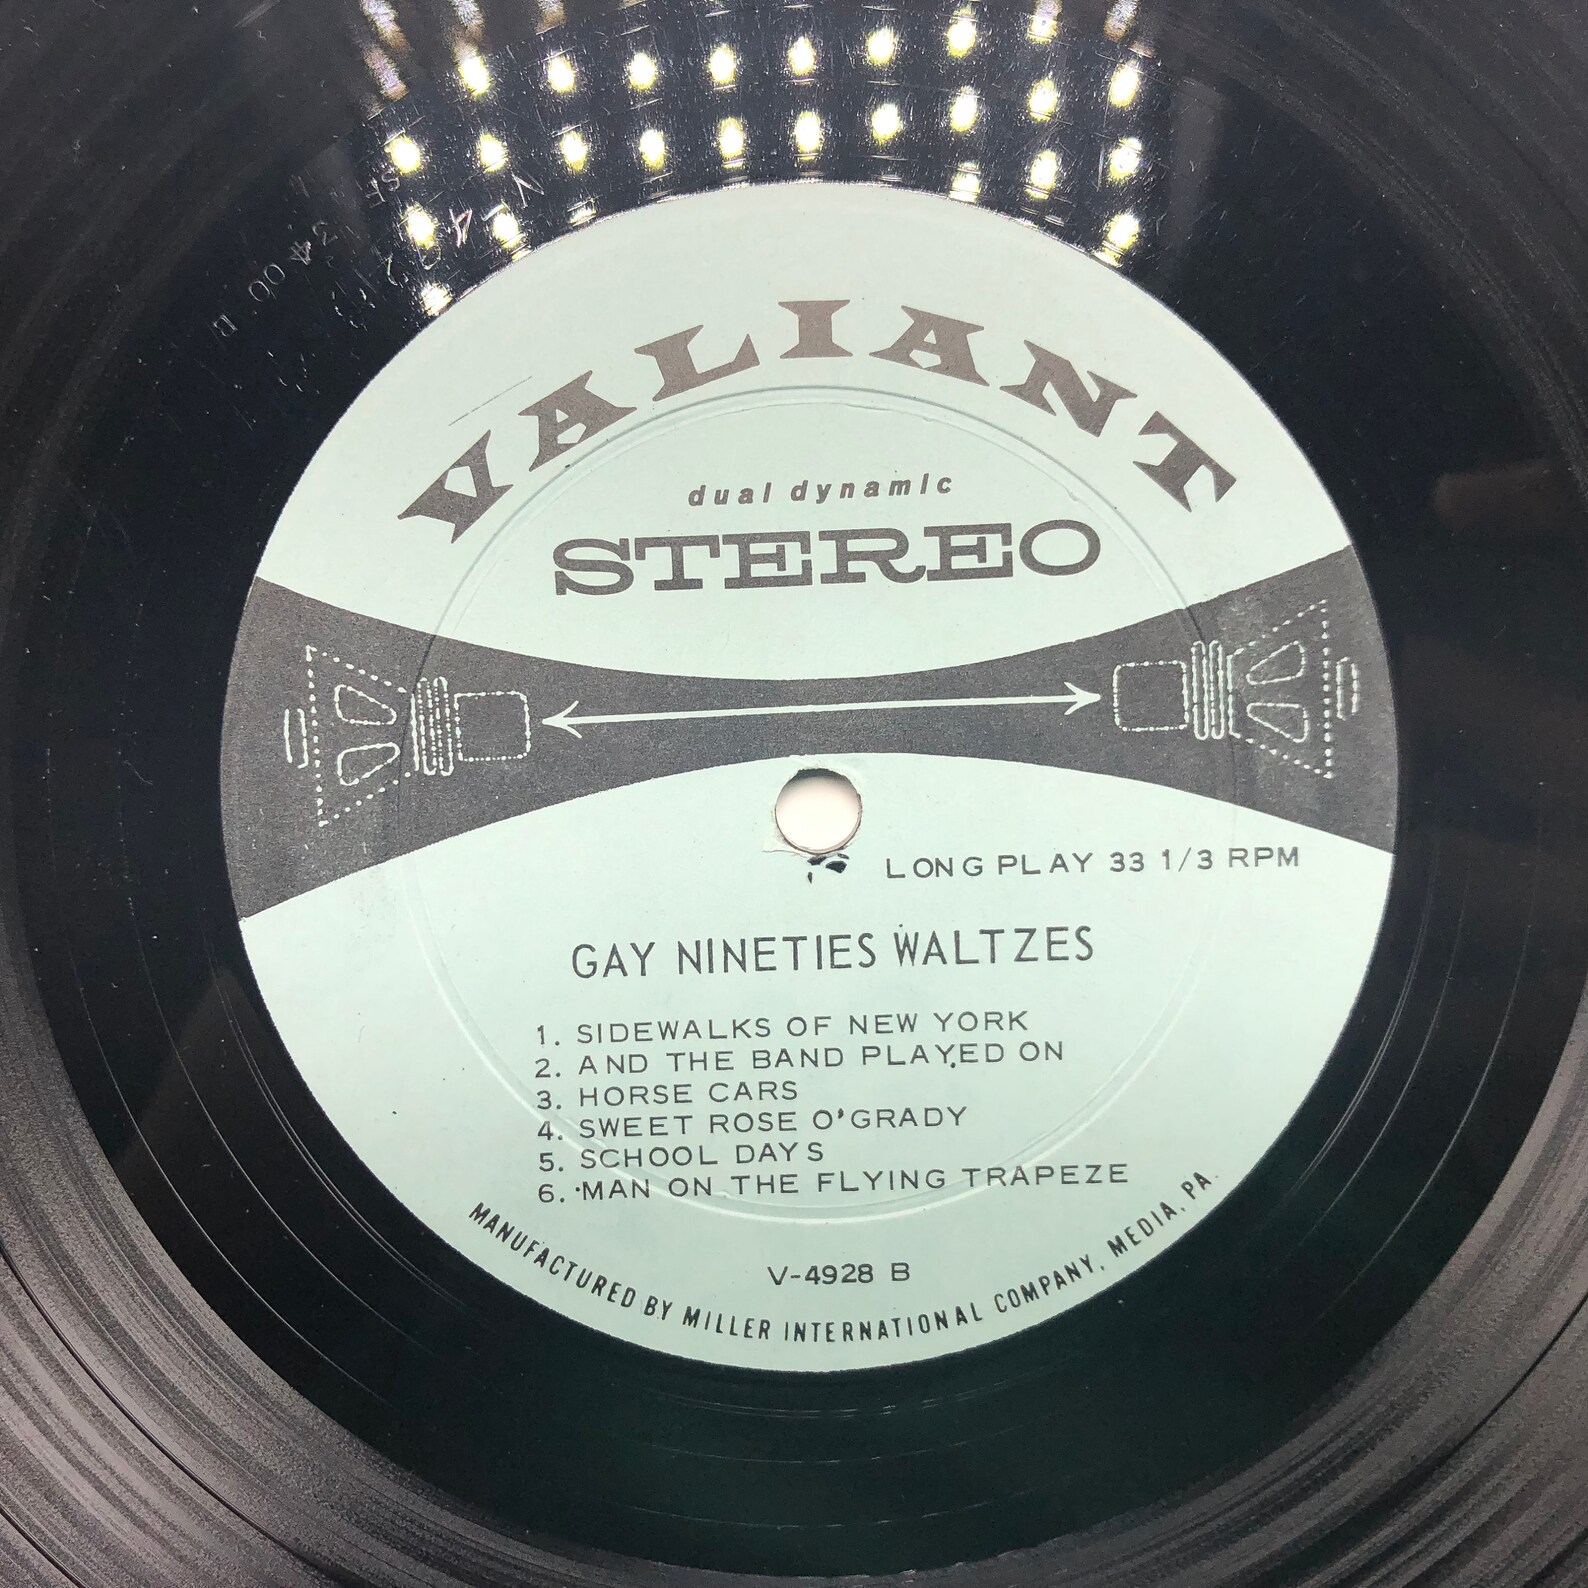 VALIANT
dual dynamic
STEREO
LONG PLAY 33 1/3 RPM
GAY NINETIES WALTZES
1. SIDEWALKS OF NEW YORK
2. AND THE BAND PLAYED ON
3. HORSE CARS
4. SWEET ROSE O'GRADY
5. SCHOOL DAYS
6. MAN ON THE FLYING TRAPEZE
V-4928 B
MANUFACTURED BY MILLER INTERNATIONAL COMPANY, MEDIA, PA.